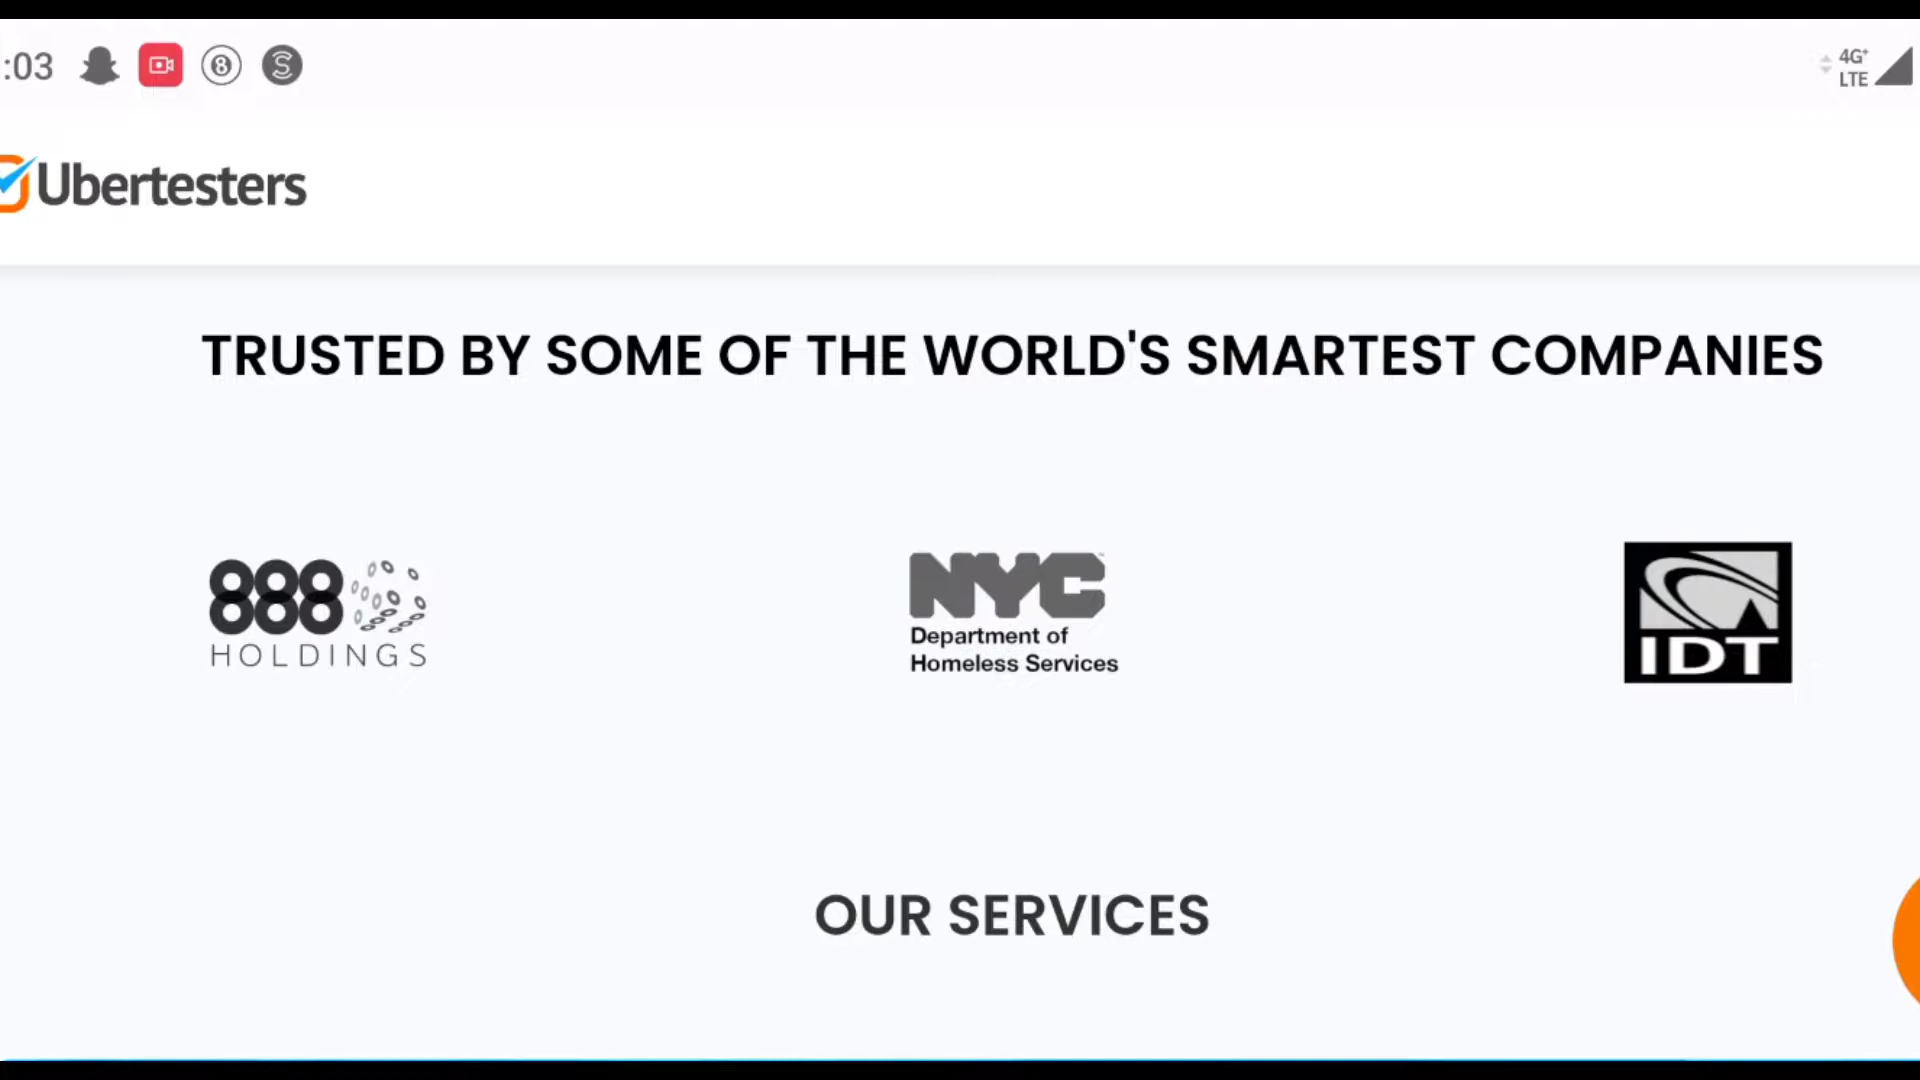 :03 8 S 4G+
LTE
Ubertesters
TRUSTED BY SOME OF THE WORLD'S SMARTEST COMPANIES
888
HOLDINGS
NYC
Department of
Homeless Services
IDT
OUR SERVICES